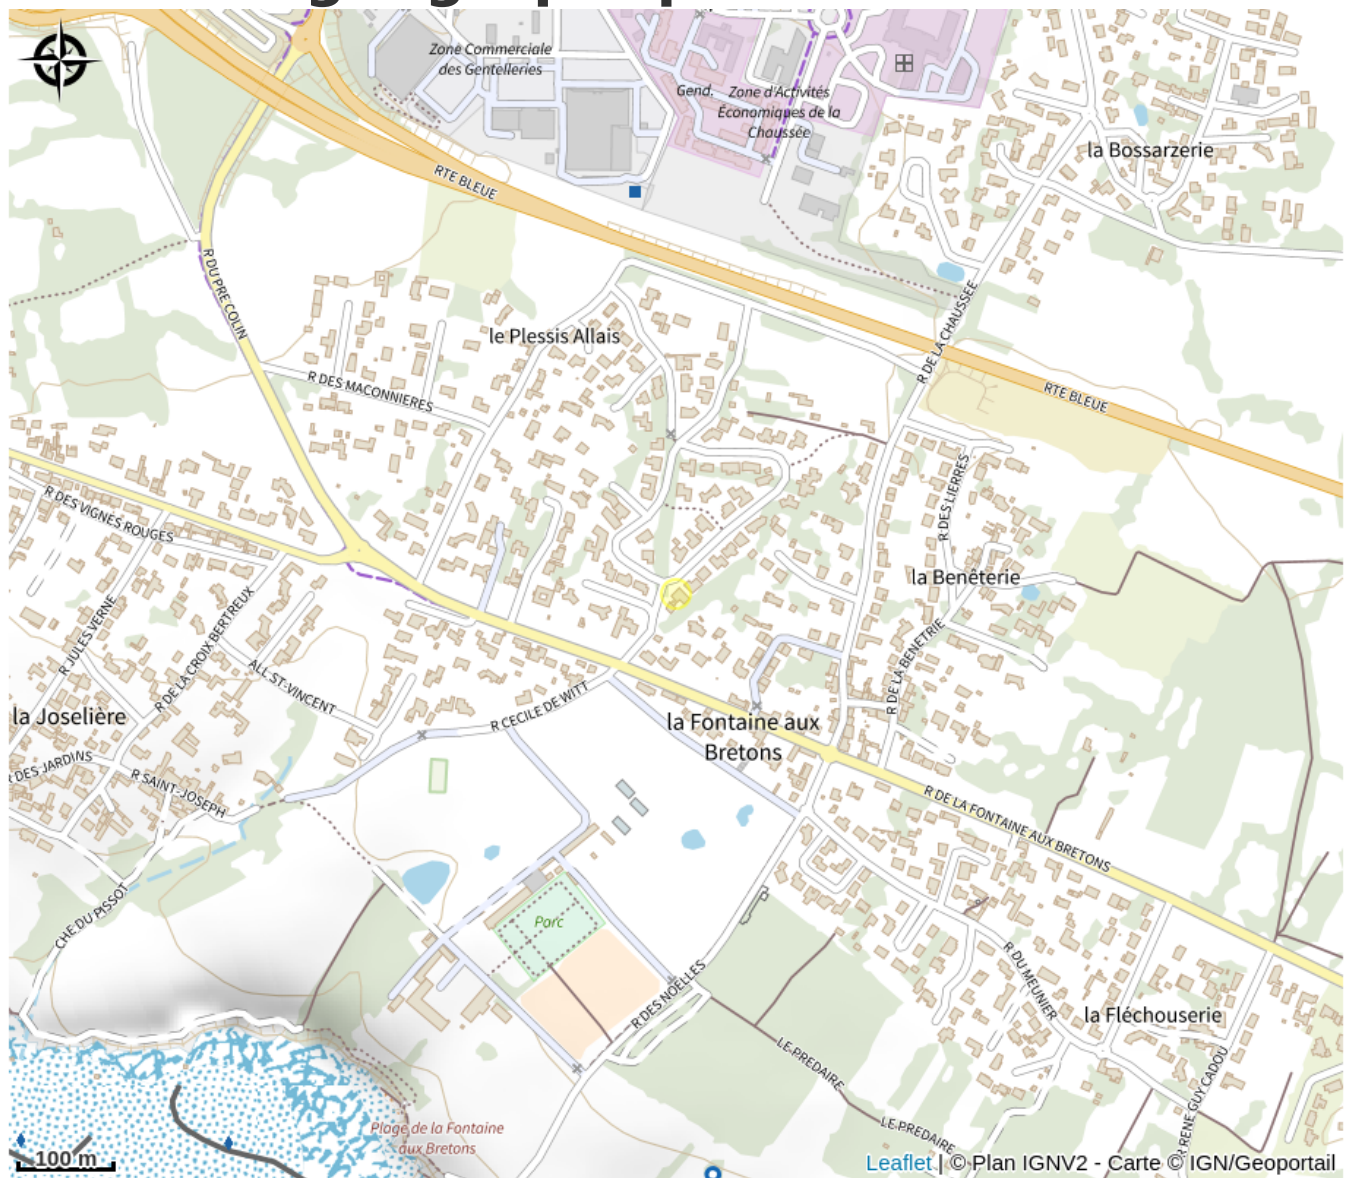 Zone Commerciale
des Gentelleries
Gend.
Zone d'Activités
Économiques de la
Chaussée
la Bossarzerie
RTE BLEUE
R DU PRE COLIN
R DE LA CHAUSSEE
le Plessis Allais
R DES MACONNIERES
RTE BLEUE
R DES VIGNES ROUGES
R DES LIERRES
la Benêterie
R JULES VERNE
R DE LA CROIX BERTREUX
R DE LA BENETRIE
ALL ST-VINCENT
la Joselière
R CECILE DE WITT
la Fontaine aux
Bretons
R DES JARDINS
R SAINT-JOSEPH
R DE LA FONTAINE AUX BRETONS
CHE DU PISSOT
Parc
R DES NOELLES
R DU MEUNIER
la Fléchouserie
LE PREDAIRE
R RENE GUY CADOU
Plage de la Fontaine
aux Bretons
LE PREDAIRE
100 m
Leaflet | © Plan IGNV2 - Carte © IGN/Geoportail